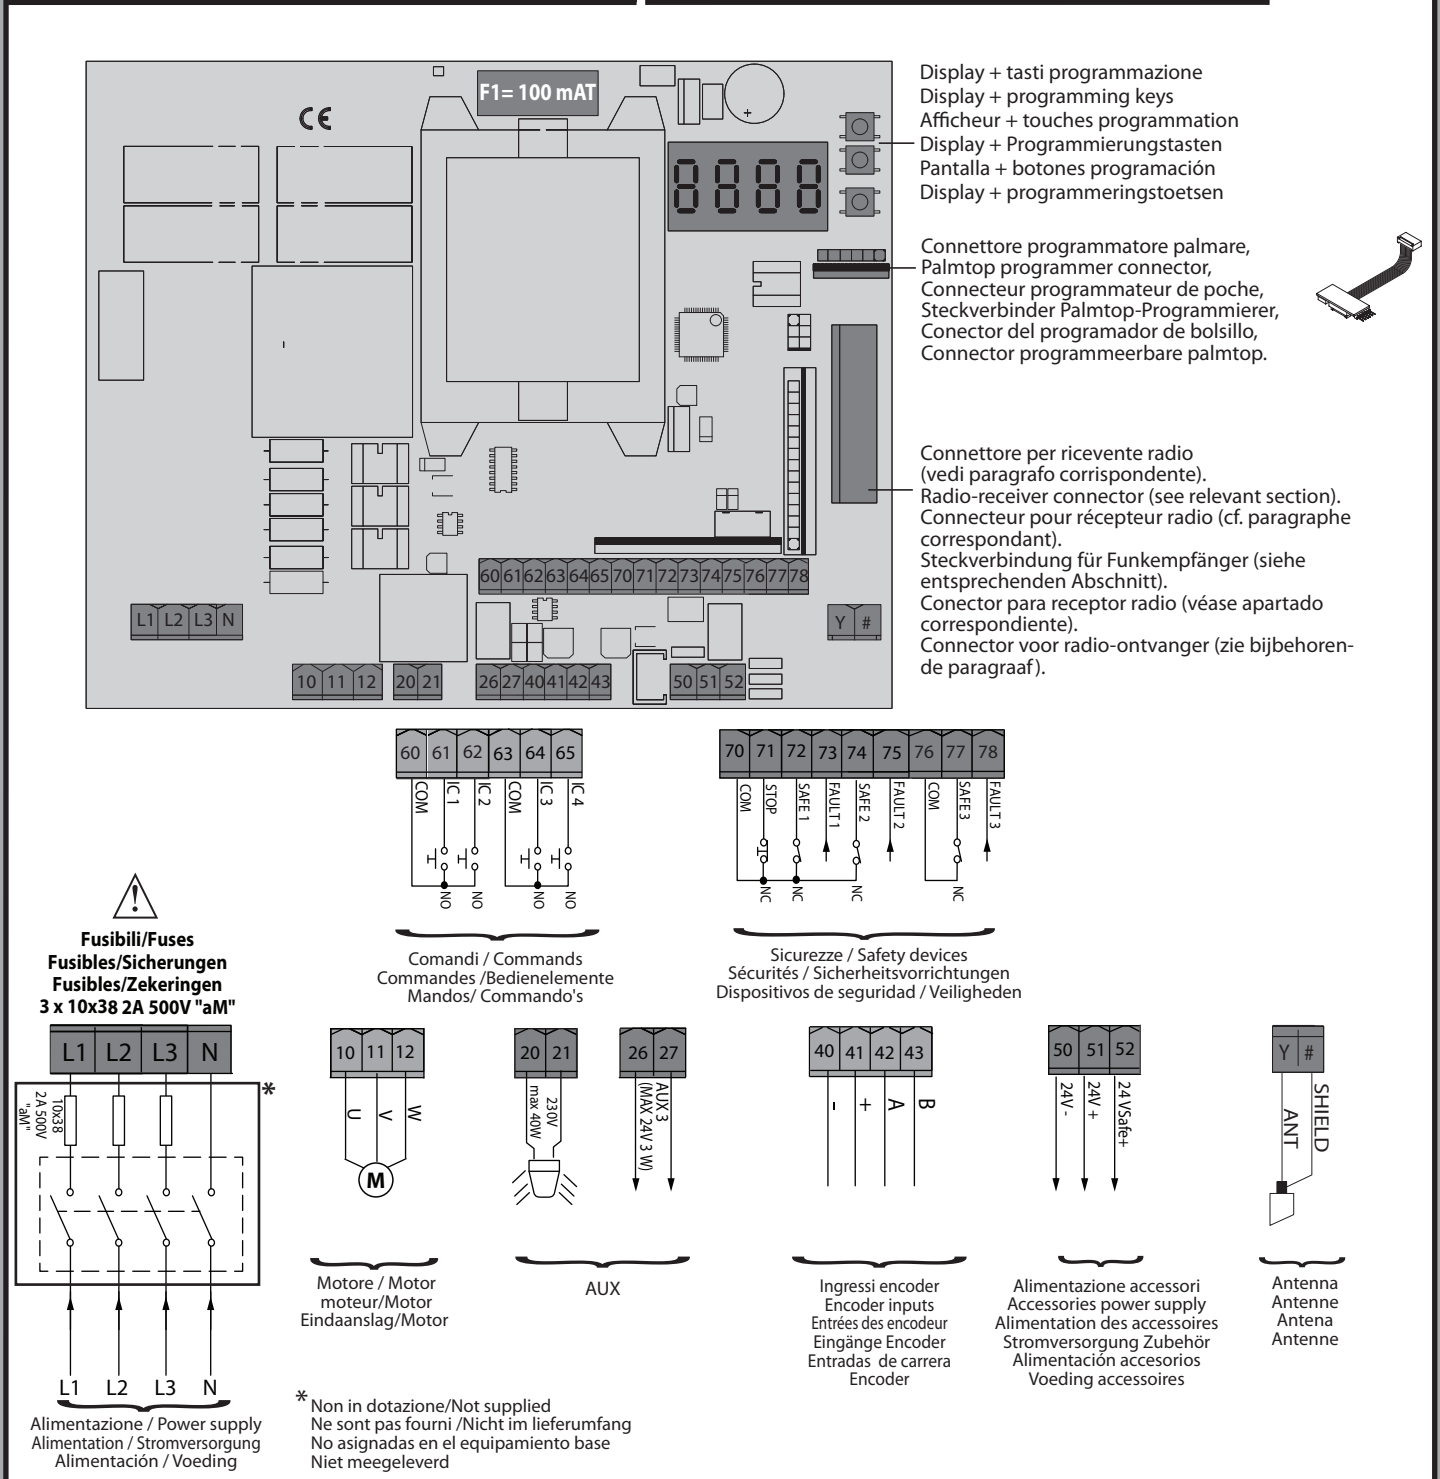 F1= 100 mAT
CE
Display + tasti programmazione
Display + programming keys
Afficheur + touches programmation
Display + Programmierungstasten
Pantalla + botones programación
Display + programmeringstoetsen
8888
Connettore programmatore palmare,
Palmtop programmer connector,
Connecteur programmateur de poche,
Steckverbinder Palmtop-Programmierer,
Conector del programador de bolsillo,
Connector programmeerbare palmtop.
Connettore per ricevente radio
(vedi paragrafo corrispondente).
Radio-receiver connector (see relevant section).
Connecteur pour récepteur radio (cf. paragraphe
correspondant).
Steckverbindung für Funkempfänger (siehe
entsprechenden Abschnitt).
Conector para receptor radio (véase apartado
correspondiente).
Connector voor radio-ontvanger (zie bijbehoren-
de paragraaf).
60 61 62 63 64 65 70 71 72 73 74 75 76 77 78
L1 L2 L3 N
Y #
10 11 12
20 21
26 27 40 41 42 43
50 51 52
60 61 62 63 64 65
COM IC 1 IC 2 COM IC 3 IC 4
NO NO NO NO
Comandi / Commands
Commandes /Bedienelemente
Mandos/ Commando's
70 71 72 73 74 75 76 77 78
COM STOP SAFE 1 FAULT 1 SAFE 2 FAULT 2 COM SAFE 3 FAULT 3
NC NC NC NC
Sicurezze / Safety devices
Sécurités / Sicherheitsvorrichtungen
Dispositivos de seguridad / Veiligheden
!
Fusibili/Fuses
Fusibles/Sicherungen
Fusibles/Zekeringen
3 x 10x38 2A 500V "aM"
L1 L2 L3 N
*
10x38
2A 500V
"aM"
L1 L2 L3 N
Alimentazione / Power supply
Alimentation / Stromversorgung
Alimentación / Voeding
10 11 12
U V W
M
Motore / Motor
moteur/Motor
Eindaanslag/Motor
20 21
230V
max 40W
26 27
AUX 3
(MAX 24V 3 W)
AUX
40 41 42 43
- + A B
Ingressi encoder
Encoder inputs
Entrées des encodeur
Eingänge Encoder
Entradas de carrera
Encoder
50 51 52
24V - 24V + 24 VSafe+
Alimentazione accessori
Accessories power supply
Alimentation des accessoires
Stromversorgung Zubehör
Alimentación accesorios
Voeding accessoires
Y #
ANT SHIELD
Antenna
Antenne
Antena
Antenne
* Non in dotazione/Not supplied
Ne sont pas fourni /Nicht im lieferumfang
No asignadas en el equipamiento base
Niet meegeleverd